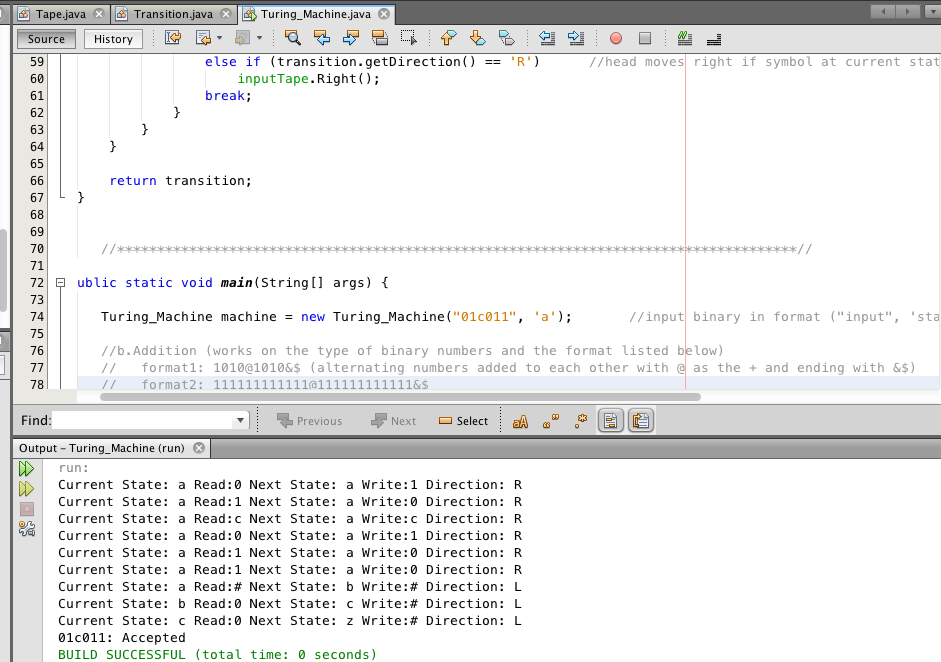 Tape.java Transition.java Turing_Machine.java
Source History
59 else if (transition.getDirection() == 'R') //head moves right if symbol at current stat
60 inputTape.Right();
61 break;
62 }
63 }
64 }
65
66 return transition;
67 }
68
69
70 //*************************************************************************************//
71
72 ublic static void main(String[] args) {
73
74 Turing_Machine machine = new Turing_Machine("01c011", 'a'); //input binary in format ("input", 'sta
75
76 //b.Addition (works on the type of binary numbers and the format listed below)
77 // format1: 1010@1010&$ (alternating numbers added to each other with @ as the + and ending with &$)
78 // format2: 111111111111@111111111111&$
Find: Previous Next Select
Output – Turing_Machine (run)
run:
Current State: a Read:0 Next State: a Write:1 Direction: R
Current State: a Read:1 Next State: a Write:0 Direction: R
Current State: a Read:c Next State: a Write:c Direction: R
Current State: a Read:0 Next State: a Write:1 Direction: R
Current State: a Read:1 Next State: a Write:0 Direction: R
Current State: a Read:1 Next State: a Write:0 Direction: R
Current State: a Read:# Next State: b Write:# Direction: L
Current State: b Read:0 Next State: c Write:# Direction: L
Current State: c Read:0 Next State: z Write:# Direction: L
01c011: Accepted
BUILD SUCCESSFUL (total time: 0 seconds)